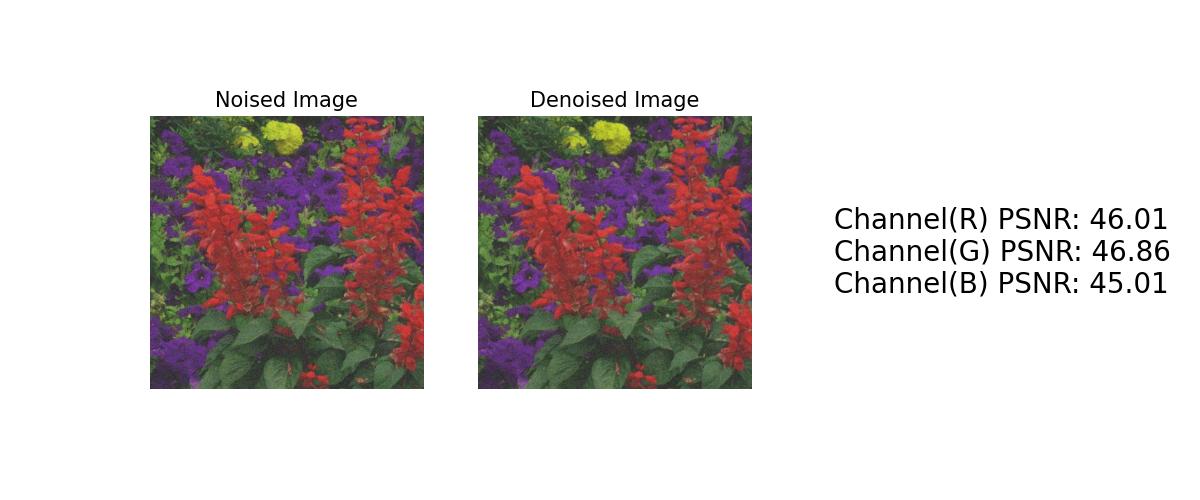 Noised Image
Denoised Image
Channel(R) PSNR: 46.01
Channel(G) PSNR: 46.86
Channel(B) PSNR: 45.01